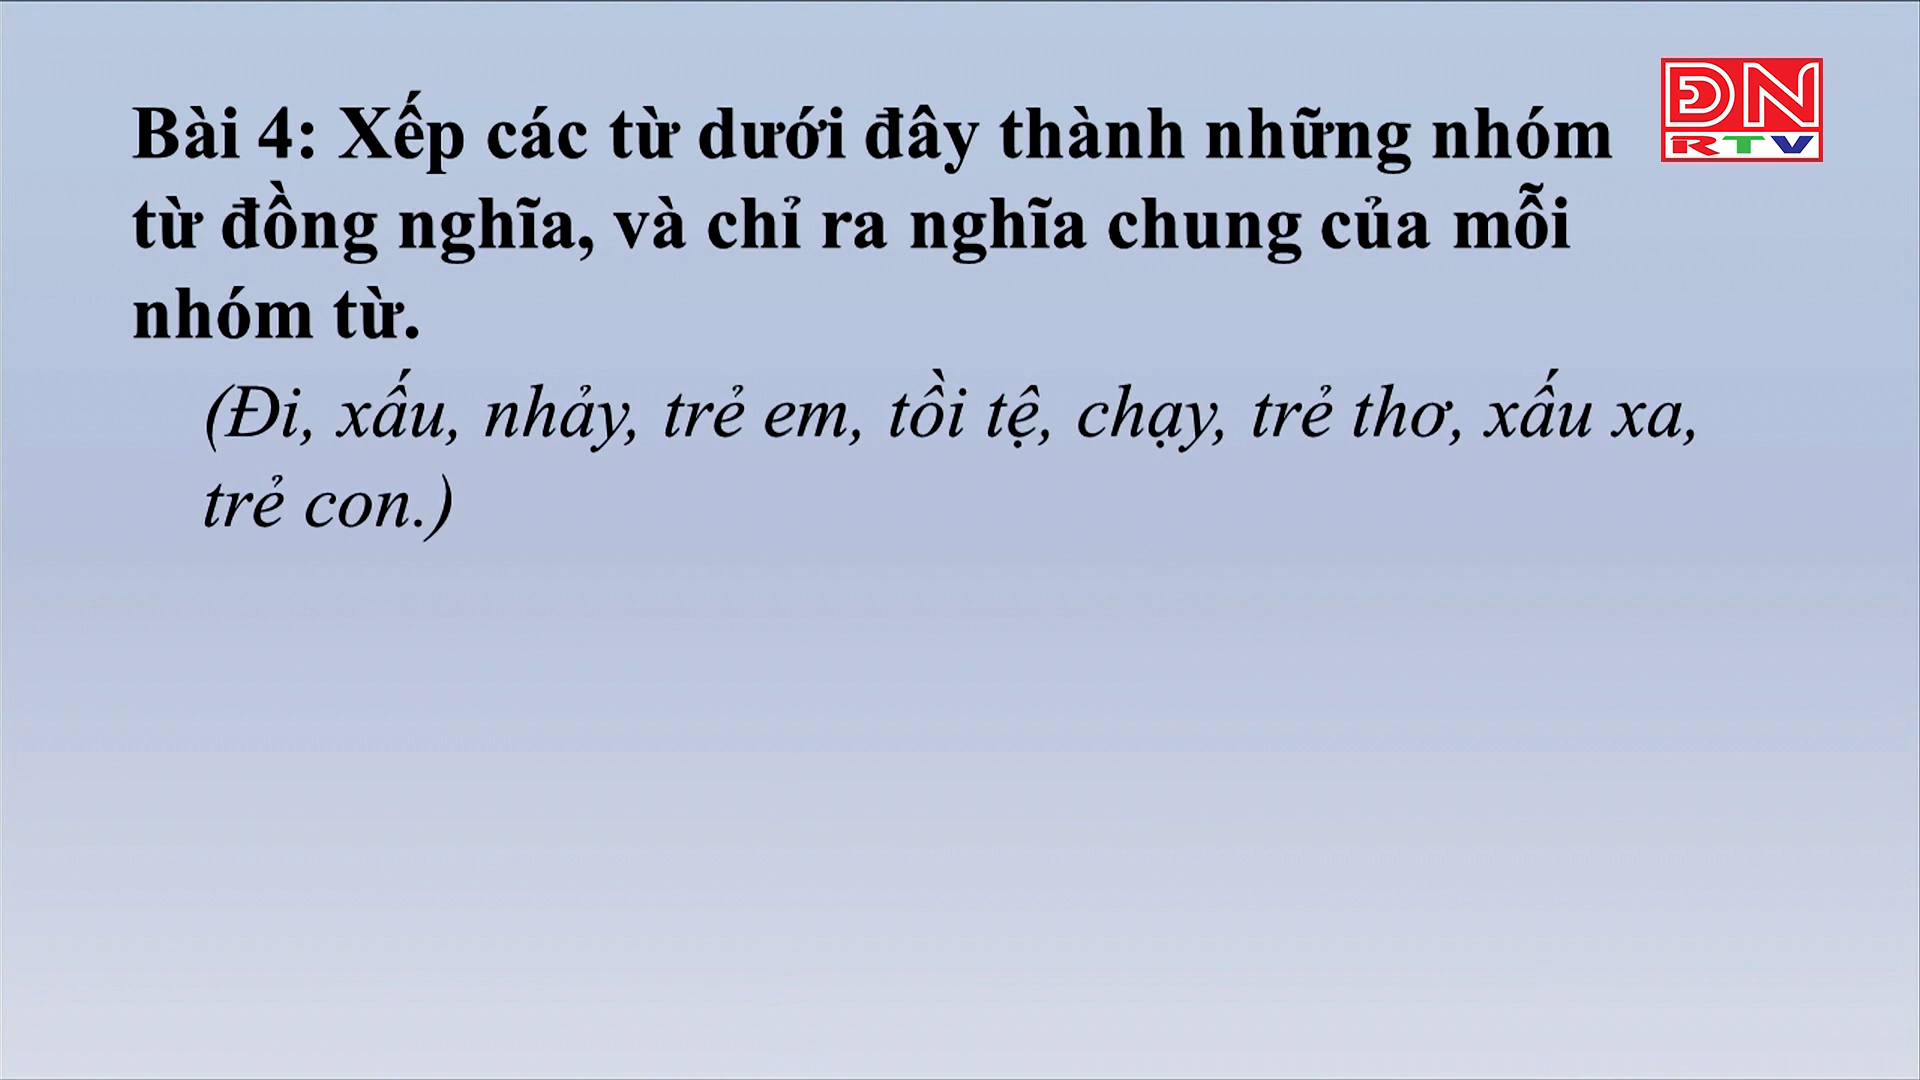 Bài 4: Xếp các từ dưới đây thành những nhóm
từ đồng nghĩa, và chỉ ra nghĩa chung của mỗi
nhóm từ.
(Đi, xấu, nhảy, trẻ em, tồi tệ, chạy, trẻ thơ, xấu xa,
trẻ con.)
ĐN
RTV